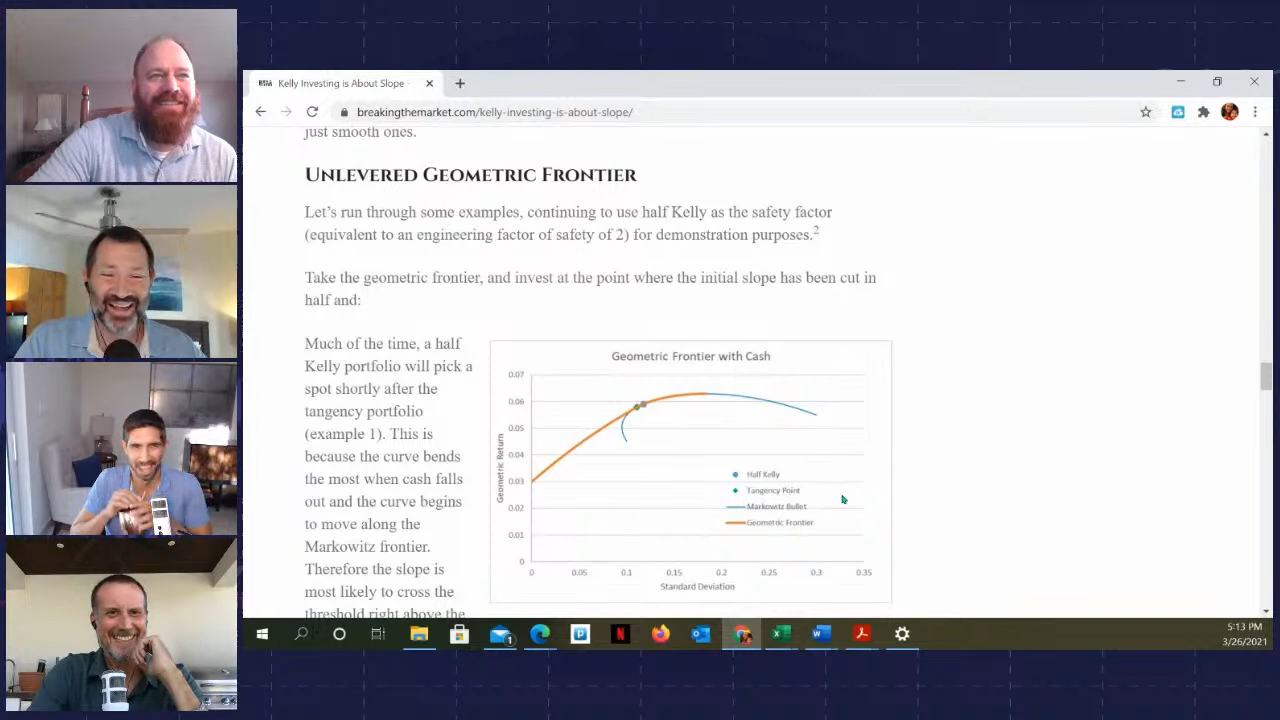 Kelly Investing is About Slope -
breakingthemarket.com/kelly-investing-is-about-slope/
just smooth ones.
UNLEVERED GEOMETRIC FRONTIER
Let's run through some examples, continuing to use half Kelly as the safety factor
(equivalent to an engineering factor of safety of 2) for demonstration purposes.2
Take the geometric frontier, and invest at the point where the initial slope has been cut in
half and:
Much of the time, a half
Kelly portfolio will pick a
spot shortly after the
tangency portfolio
(example 1). This is
because the curve bends
the most when cash falls
out and the curve begins
to move along the
Markowitz frontier.
Therefore the slope is
most likely to cross the
threshold right above the
Geometric Frontier with Cash
0.07
0.06
0.05
0.04
0.03
0.02
0.01
0
Geometric Return
Half Kelly
Tangency Point
Markowitz Bullet
Geometric Frontier
0 0.05 0.1 0.15 0.2 0.25 0.3 0.35
Standard Deviation
1
5:13 PM
3/26/2021